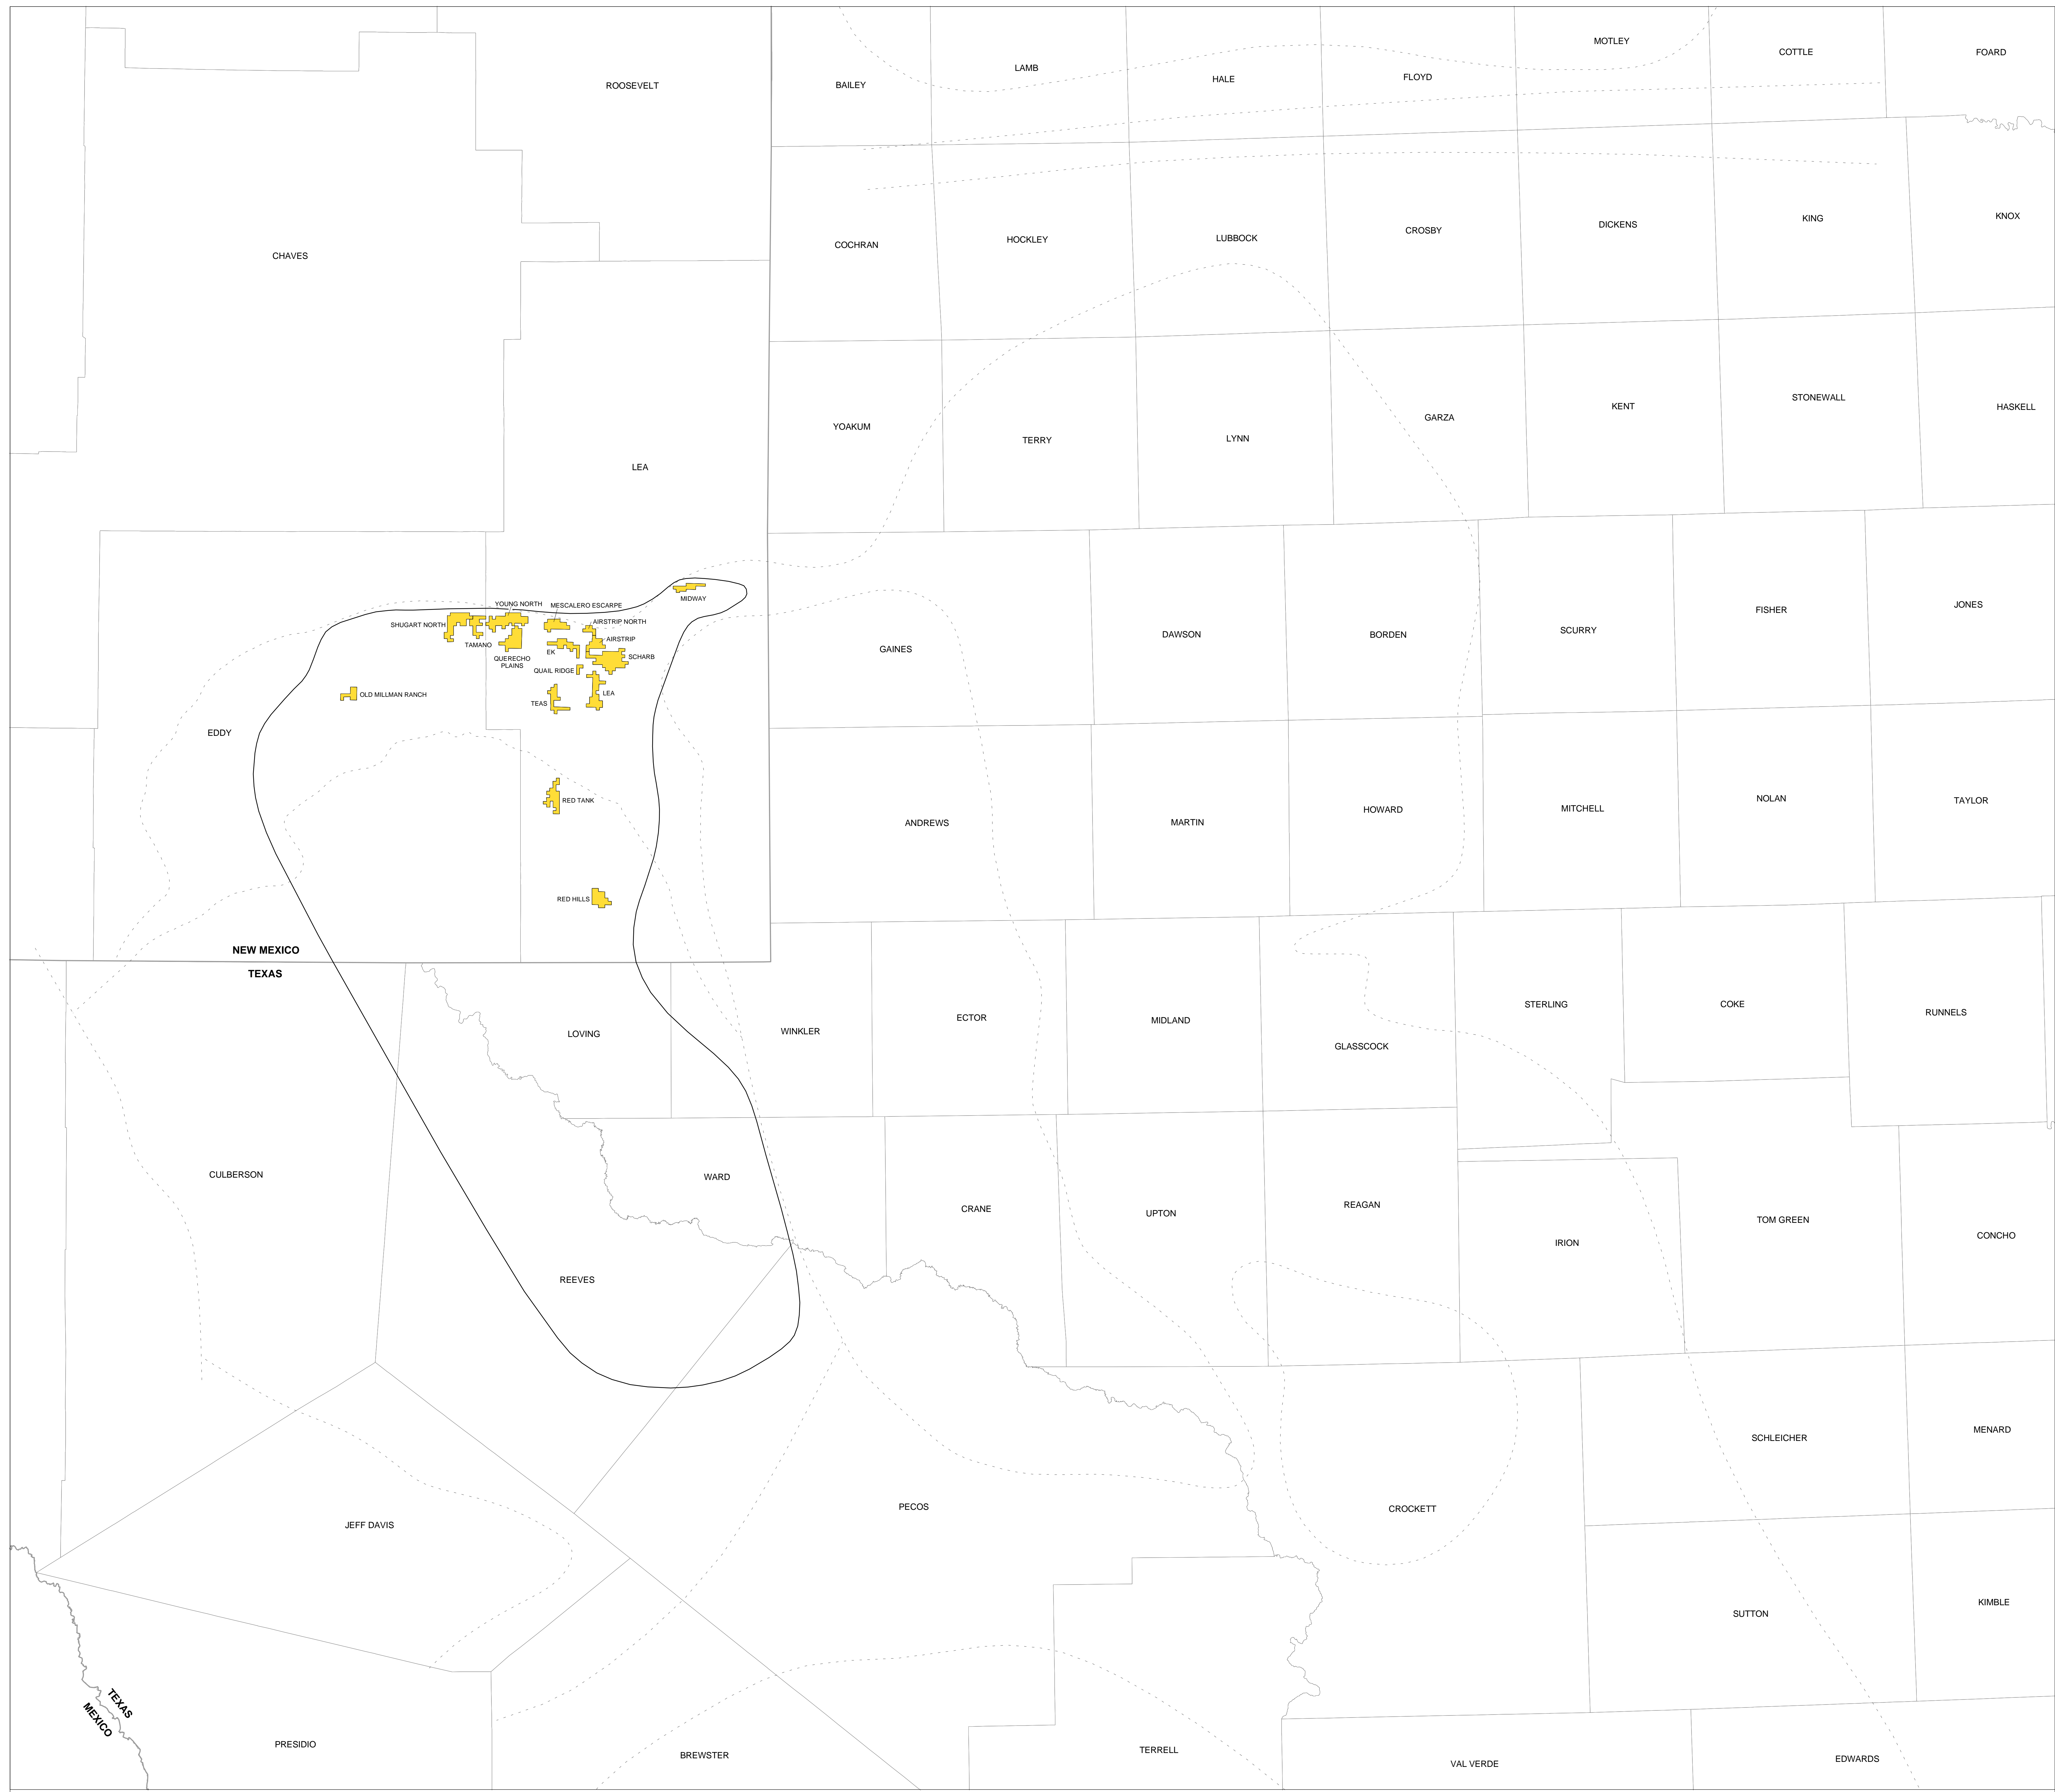 MOTLEY
COTTLE
FOARD
LAMB
HALE
FLOYD
ROOSEVELT
BAILEY
CHAVES
COCHRAN
HOCKLEY
LUBBOCK
CROSBY
DICKENS
KING
KNOX
YOAKUM
TERRY
LYNN
GARZA
KENT
STONEWALL
HASKELL
LEA
MIDWAY
YOUNG NORTH
MESCALERO ESCARPE
SHUGART NORTH
AIRSTRIP NORTH
TAMANO
AIRSTRIP
EK
QUERECHO
PLAINS
SCHARB
QUAIL RIDGE
OLD MILLMAN RANCH
LEA
TEAS
EDDY
GAINES
DAWSON
BORDEN
SCURRY
FISHER
JONES
RED TANK
ANDREWS
MARTIN
HOWARD
MITCHELL
NOLAN
TAYLOR
RED HILLS
NEW MEXICO
TEXAS
LOVING
WINKLER
ECTOR
MIDLAND
GLASSCOCK
STERLING
COKE
RUNNELS
CULBERSON
WARD
CRANE
UPTON
REAGAN
IRION
TOM GREEN
CONCHO
REEVES
PECOS
CROCKETT
SCHLEICHER
MENARD
JEFF DAVIS
SUTTON
KIMBLE
TEXAS
MEXICO
PRESIDIO
BREWSTER
TERRELL
VAL VERDE
EDWARDS